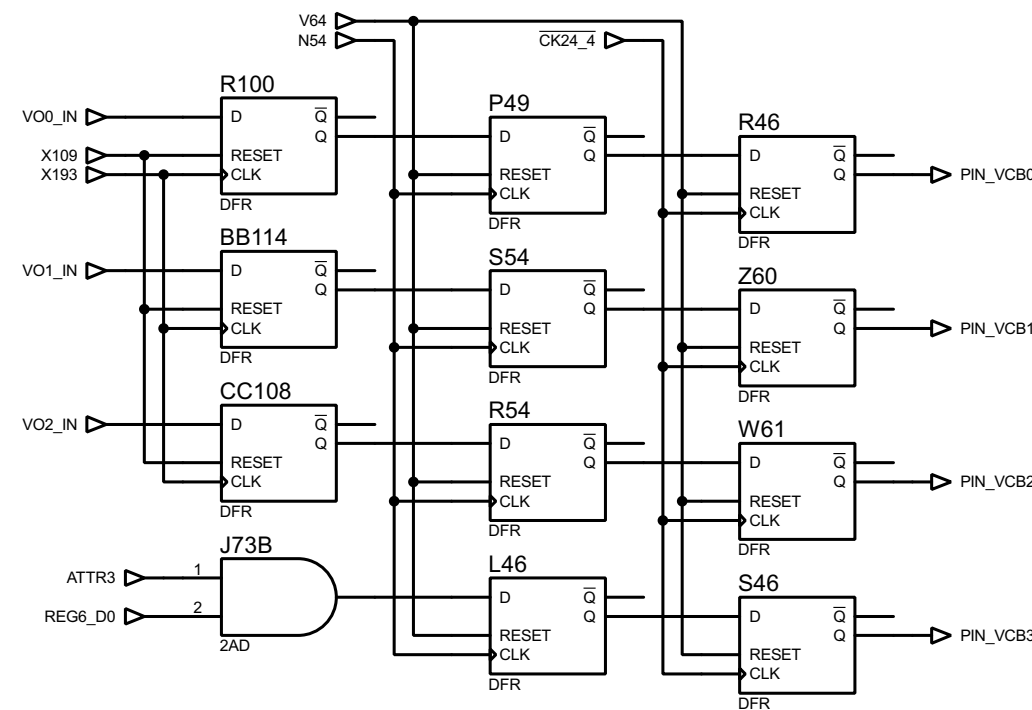 V64
N54
CK24_4
R100
VO0_IN
D
Q
Q
X109
RESET
X193
CLK
DFR
P49
D
Q
Q
RESET
CLK
DFR
R46
D
Q
Q
PIN_VCB0
RESET
CLK
DFR
BB114
VO1_IN
D
Q
Q
RESET
CLK
DFR
S54
D
Q
Q
RESET
CLK
DFR
Z60
D
Q
Q
PIN_VCB1
RESET
CLK
DFR
CC108
VO2_IN
D
Q
Q
RESET
CLK
DFR
R54
D
Q
Q
RESET
CLK
DFR
W61
D
Q
Q
PIN_VCB2
RESET
CLK
DFR
J73B
ATTR3
1
REG6_D0
2
2AD
L46
D
Q
Q
RESET
CLK
DFR
S46
D
Q
Q
PIN_VCB3
RESET
CLK
DFR